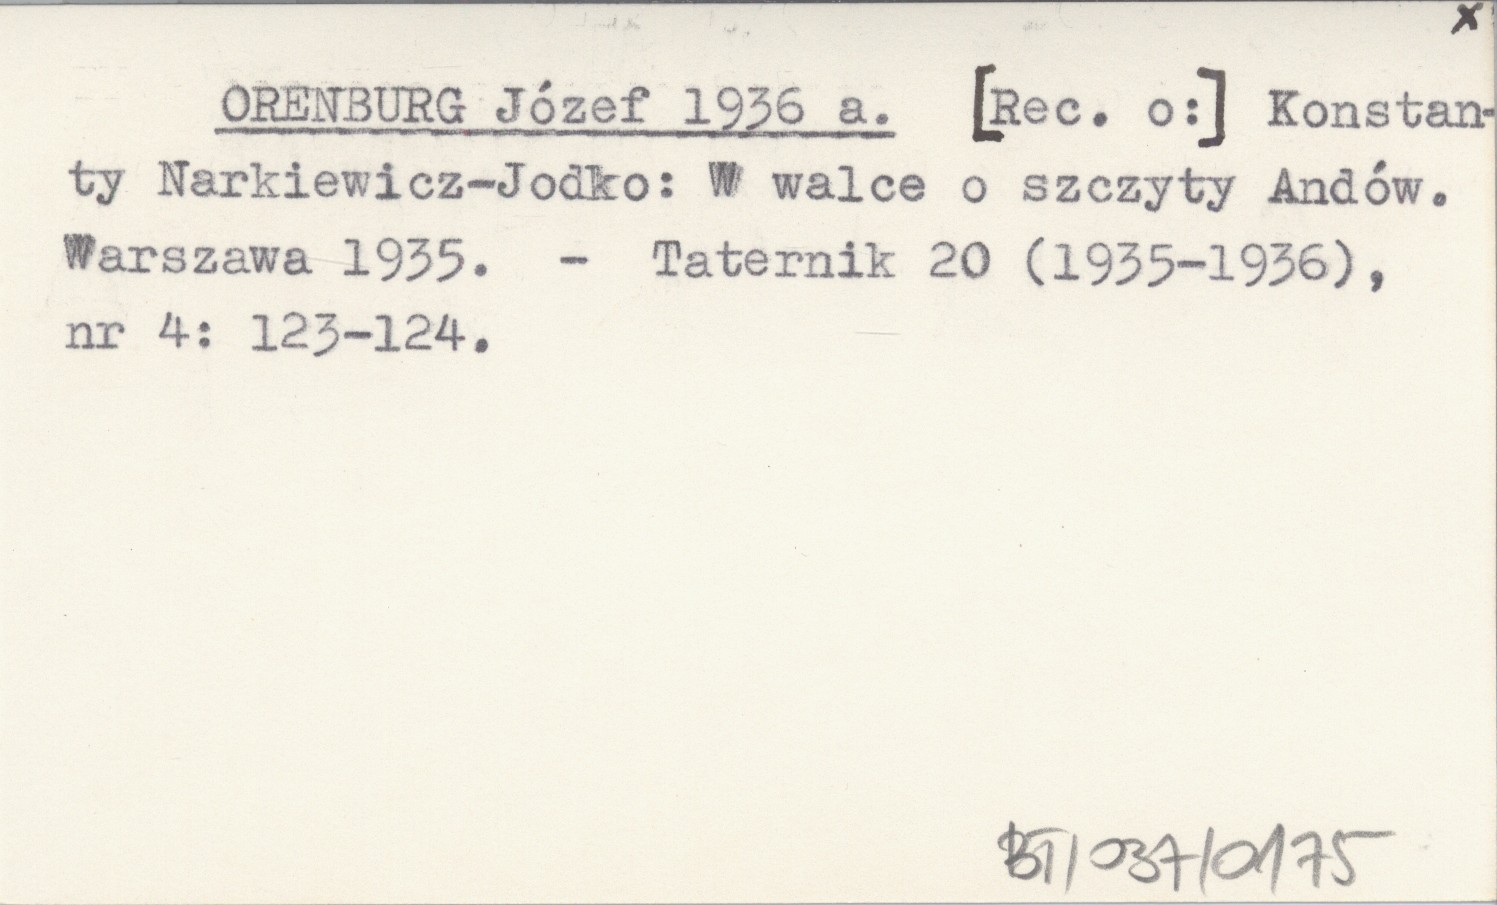 x
ORENBURG Józef 1936 a. [Rec. o:] Konstan-
ty Narkiewicz-Jodko: W walce o szczyty Andów.
Warszawa 1935. - Taternik 20 (1935-1936),
nr 4: 123-124.
BT/037/0175